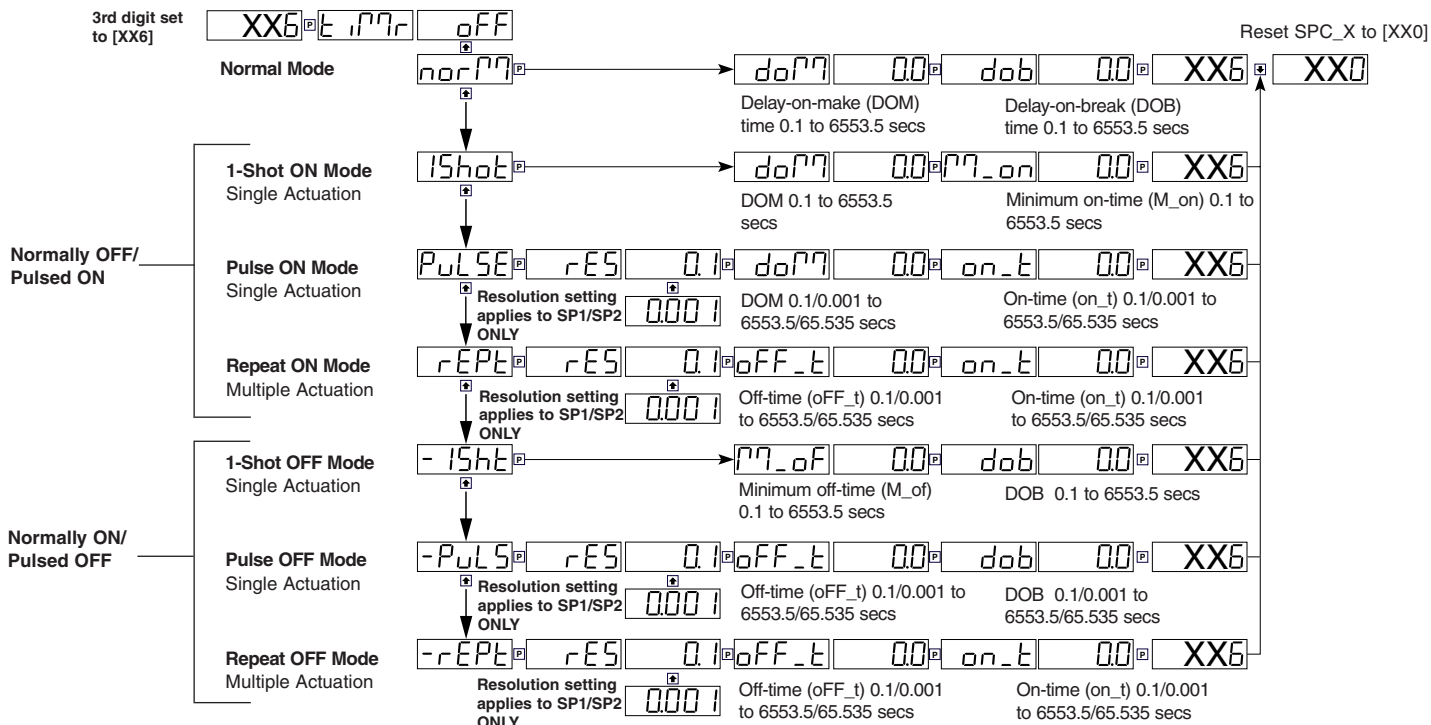 3rd digit set
to [XX6]
XX6 P t iMr oFF
Reset SPC_X to [XX0]
Normal Mode
norM P doM 0.0 P dob 0.0 P XX6 XX0
Delay-on-make (DOM)
time 0.1 to 6553.5 secs
Delay-on-break (DOB)
time 0.1 to 6553.5 secs
Normally OFF/
Pulsed ON
1-Shot ON Mode
Single Actuation
1Shot P doM 0.0 P M_on 0.0 P XX6
DOM 0.1 to 6553.5
secs
Minimum on-time (M_on) 0.1 to
6553.5 secs
Pulse ON Mode
Single Actuation
PuLSE P rES 0.1 P doM 0.0 P on_t 0.0 P XX6
Resolution setting
applies to SP1/SP2
ONLY
0.001
DOM 0.1/0.001 to
6553.5/65.535 secs
On-time (on_t) 0.1/0.001 to
6553.5/65.535 secs
Repeat ON Mode
Multiple Actuation
rEPt P rES 0.1 P oFF_t 0.0 P on_t 0.0 P XX6
Resolution setting
applies to SP1/SP2
ONLY
0.001
Off-time (oFF_t) 0.1/0.001
to 6553.5/65.535 secs
On-time (on_t) 0.1/0.001
to 6553.5/65.535 secs
Normally ON/
Pulsed OFF
1-Shot OFF Mode
Single Actuation
-1Sht P M_oF 0.0 P dob 0.0 P XX6
Minimum off-time (M_of)
0.1 to 6553.5 secs
DOB 0.1 to 6553.5 secs
Pulse OFF Mode
Single Actuation
-PuLS P rES 0.1 P oFF_t 0.0 P dob 0.0 P XX6
Resolution setting
applies to SP1/SP2
ONLY
0.001
Off-time (oFF_t) 0.1/0.001 to
6553.5/65.535 secs
DOB 0.1/0.001 to
6553.5/65.535 secs
Repeat OFF Mode
Multiple Actuation
-rEPt P rES 0.1 P oFF_t 0.0 P on_t 0.0 P XX6
Resolution setting
applies to SP1/SP2
ONLY
0.001
Off-time (oFF_t) 0.1/0.001
to 6553.5/65.535 secs
On-time (on_t) 0.1/0.001
to 6553.5/65.535 secs